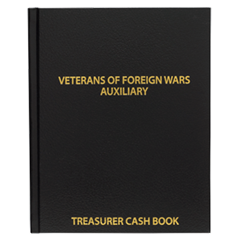 VETERANS OF FOREIGN WARS
AUXILIARY
TREASURER CASH BOOK